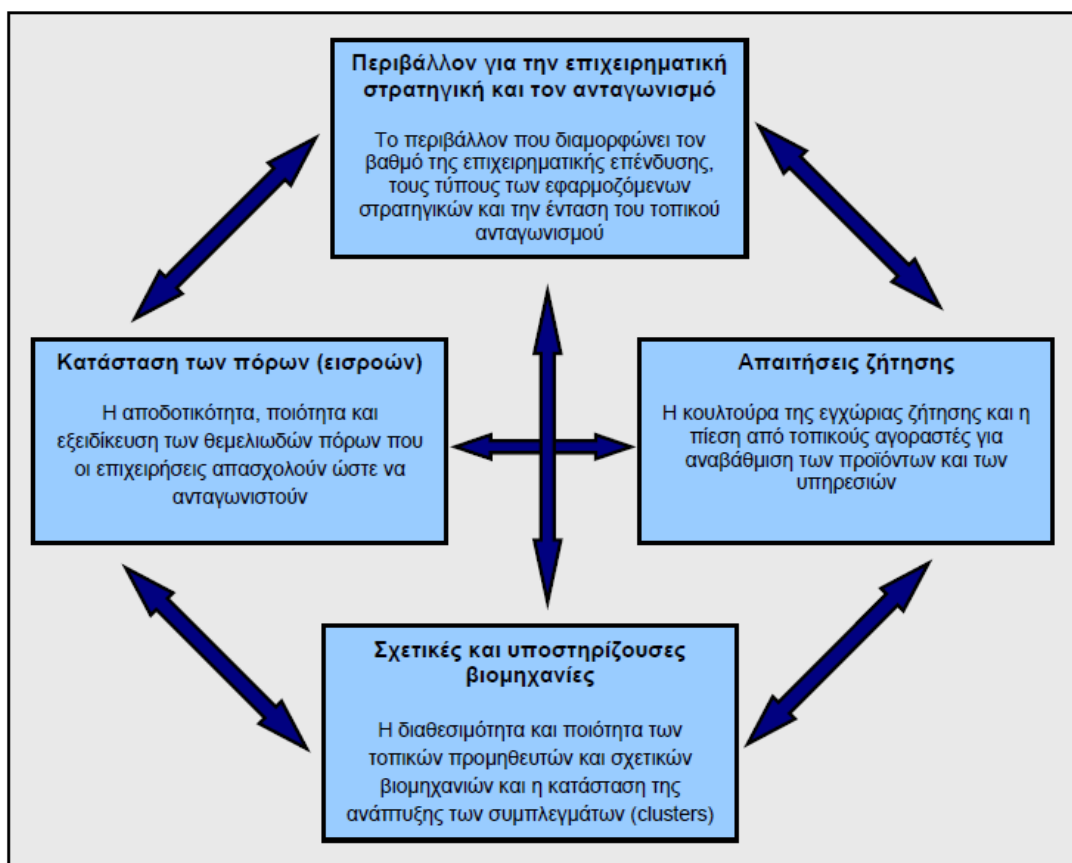 Περιβάλλον για την επιχειρηματική
στρατηγική και τον ανταγωνισμό
Το περιβάλλον που διαμορφώνει τον
βαθμό της επιχειρηματικής επένδυσης,
τους τύπους των εφαρμοζόμενων
στρατηγικών και την ένταση του τοπικού
ανταγωνισμού
Κατάσταση των πόρων (εισροών)
Η αποδοτικότητα, ποιότητα και
εξειδίκευση των θεμελιωδών πόρων που
οι επιχειρήσεις απασχολούν ώστε να
ανταγωνιστούν
Απαιτήσεις ζήτησης
Η κουλτούρα της εγχώριας ζήτησης και η
πίεση από τοπικούς αγοραστές για
αναβάθμιση των προϊόντων και των
υπηρεσιών
Σχετικές και υποστηρίζουσες
βιομηχανίες
Η διαθεσιμότητα και ποιότητα των
τοπικών προμηθευτών και σχετικών
βιομηχανιών και η κατάσταση της
ανάπτυξης των συμπλεγμάτων (clusters)